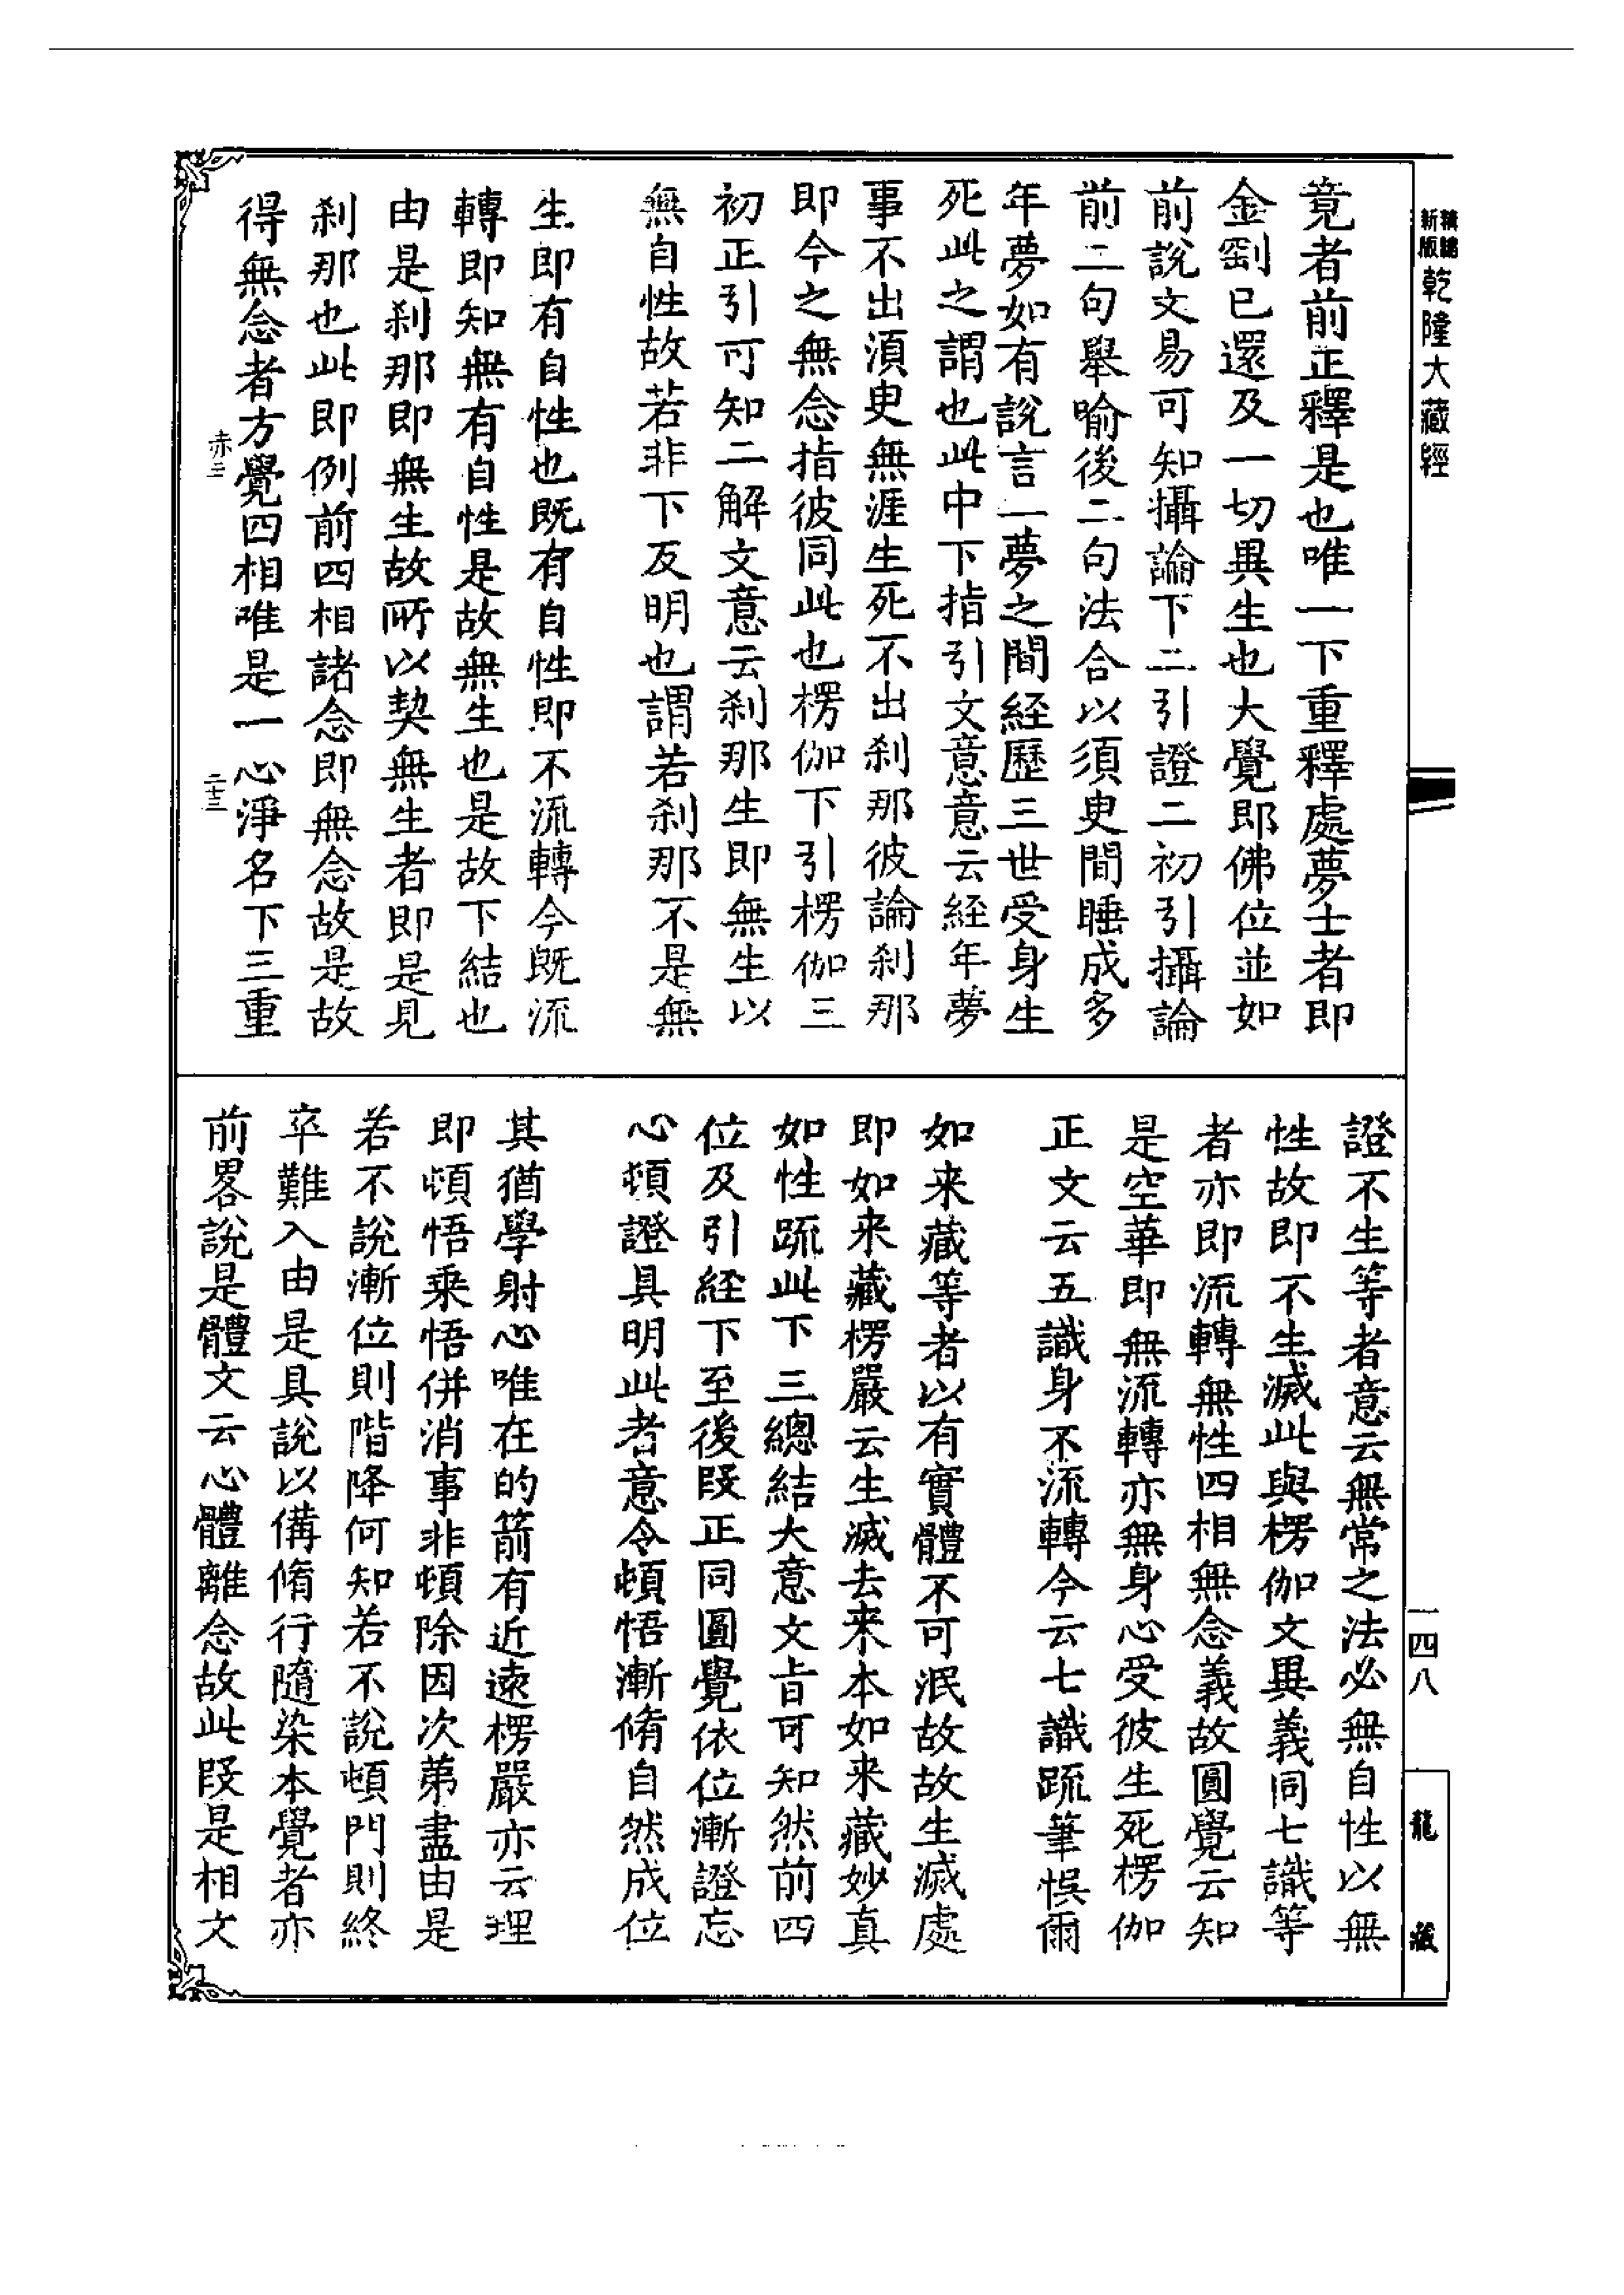 新版
乾隆大藏經
竟者前正釋是也唯一下重釋處夢士者即
金剛已還及一切異生也大覺即佛位並如
前說文易可知攝論下二引證二初引攝論
前二句舉喻後二句法合以須叓間睡成多
年夢如有說言一夢之間経歷三世受身生
死此之謂也此中下指引文意意云経年夢
事不出湏叓無涯生死不出刹那彼論刹那
即今之無念指彼同此也楞伽下引楞伽三
初正引可知二解文意云刹那生即無生以
無自性故若非下反明也謂若刹那不是無
生即有自性也既有自性即不流轉今既流
轉即知無有自性是故無生也是故下結也
由是刹那即無生故所以契無生者即是見
刹那也此即例前四相諸念即無念故是故
得無念者方覺四相唯是一心淨名下三重
赤二
二十三
證不生等者意云無常之法必無自性以無
性故即不生滅此與楞伽文異義同七識等
者亦即流轉無性四相無念義故圓覺云知
是空華即無流轉亦無身心受彼生死楞伽
正文云五識身不流轉今云七識䟽筆悞爾
如来藏等者以有實體不可泯故故生滅處
即如来藏楞嚴云生滅去来本如来藏妙真
如性䟽此下三總結大意文旨可知然前四
位及引経下至後段正同圓覺依位漸證忘
心頓證具明此者意令頓悟漸脩自然成位
其猶學射心唯在的箭有近遠楞嚴亦云理
即頓悟乗悟併消事非頓除因次第盡由是
若不說漸位則階降何知若不說頓門則終
卒難入由是具說以備脩行隨染本覺者亦
前畧說是體文云心體離念故此段是相文
一四八
龍藏